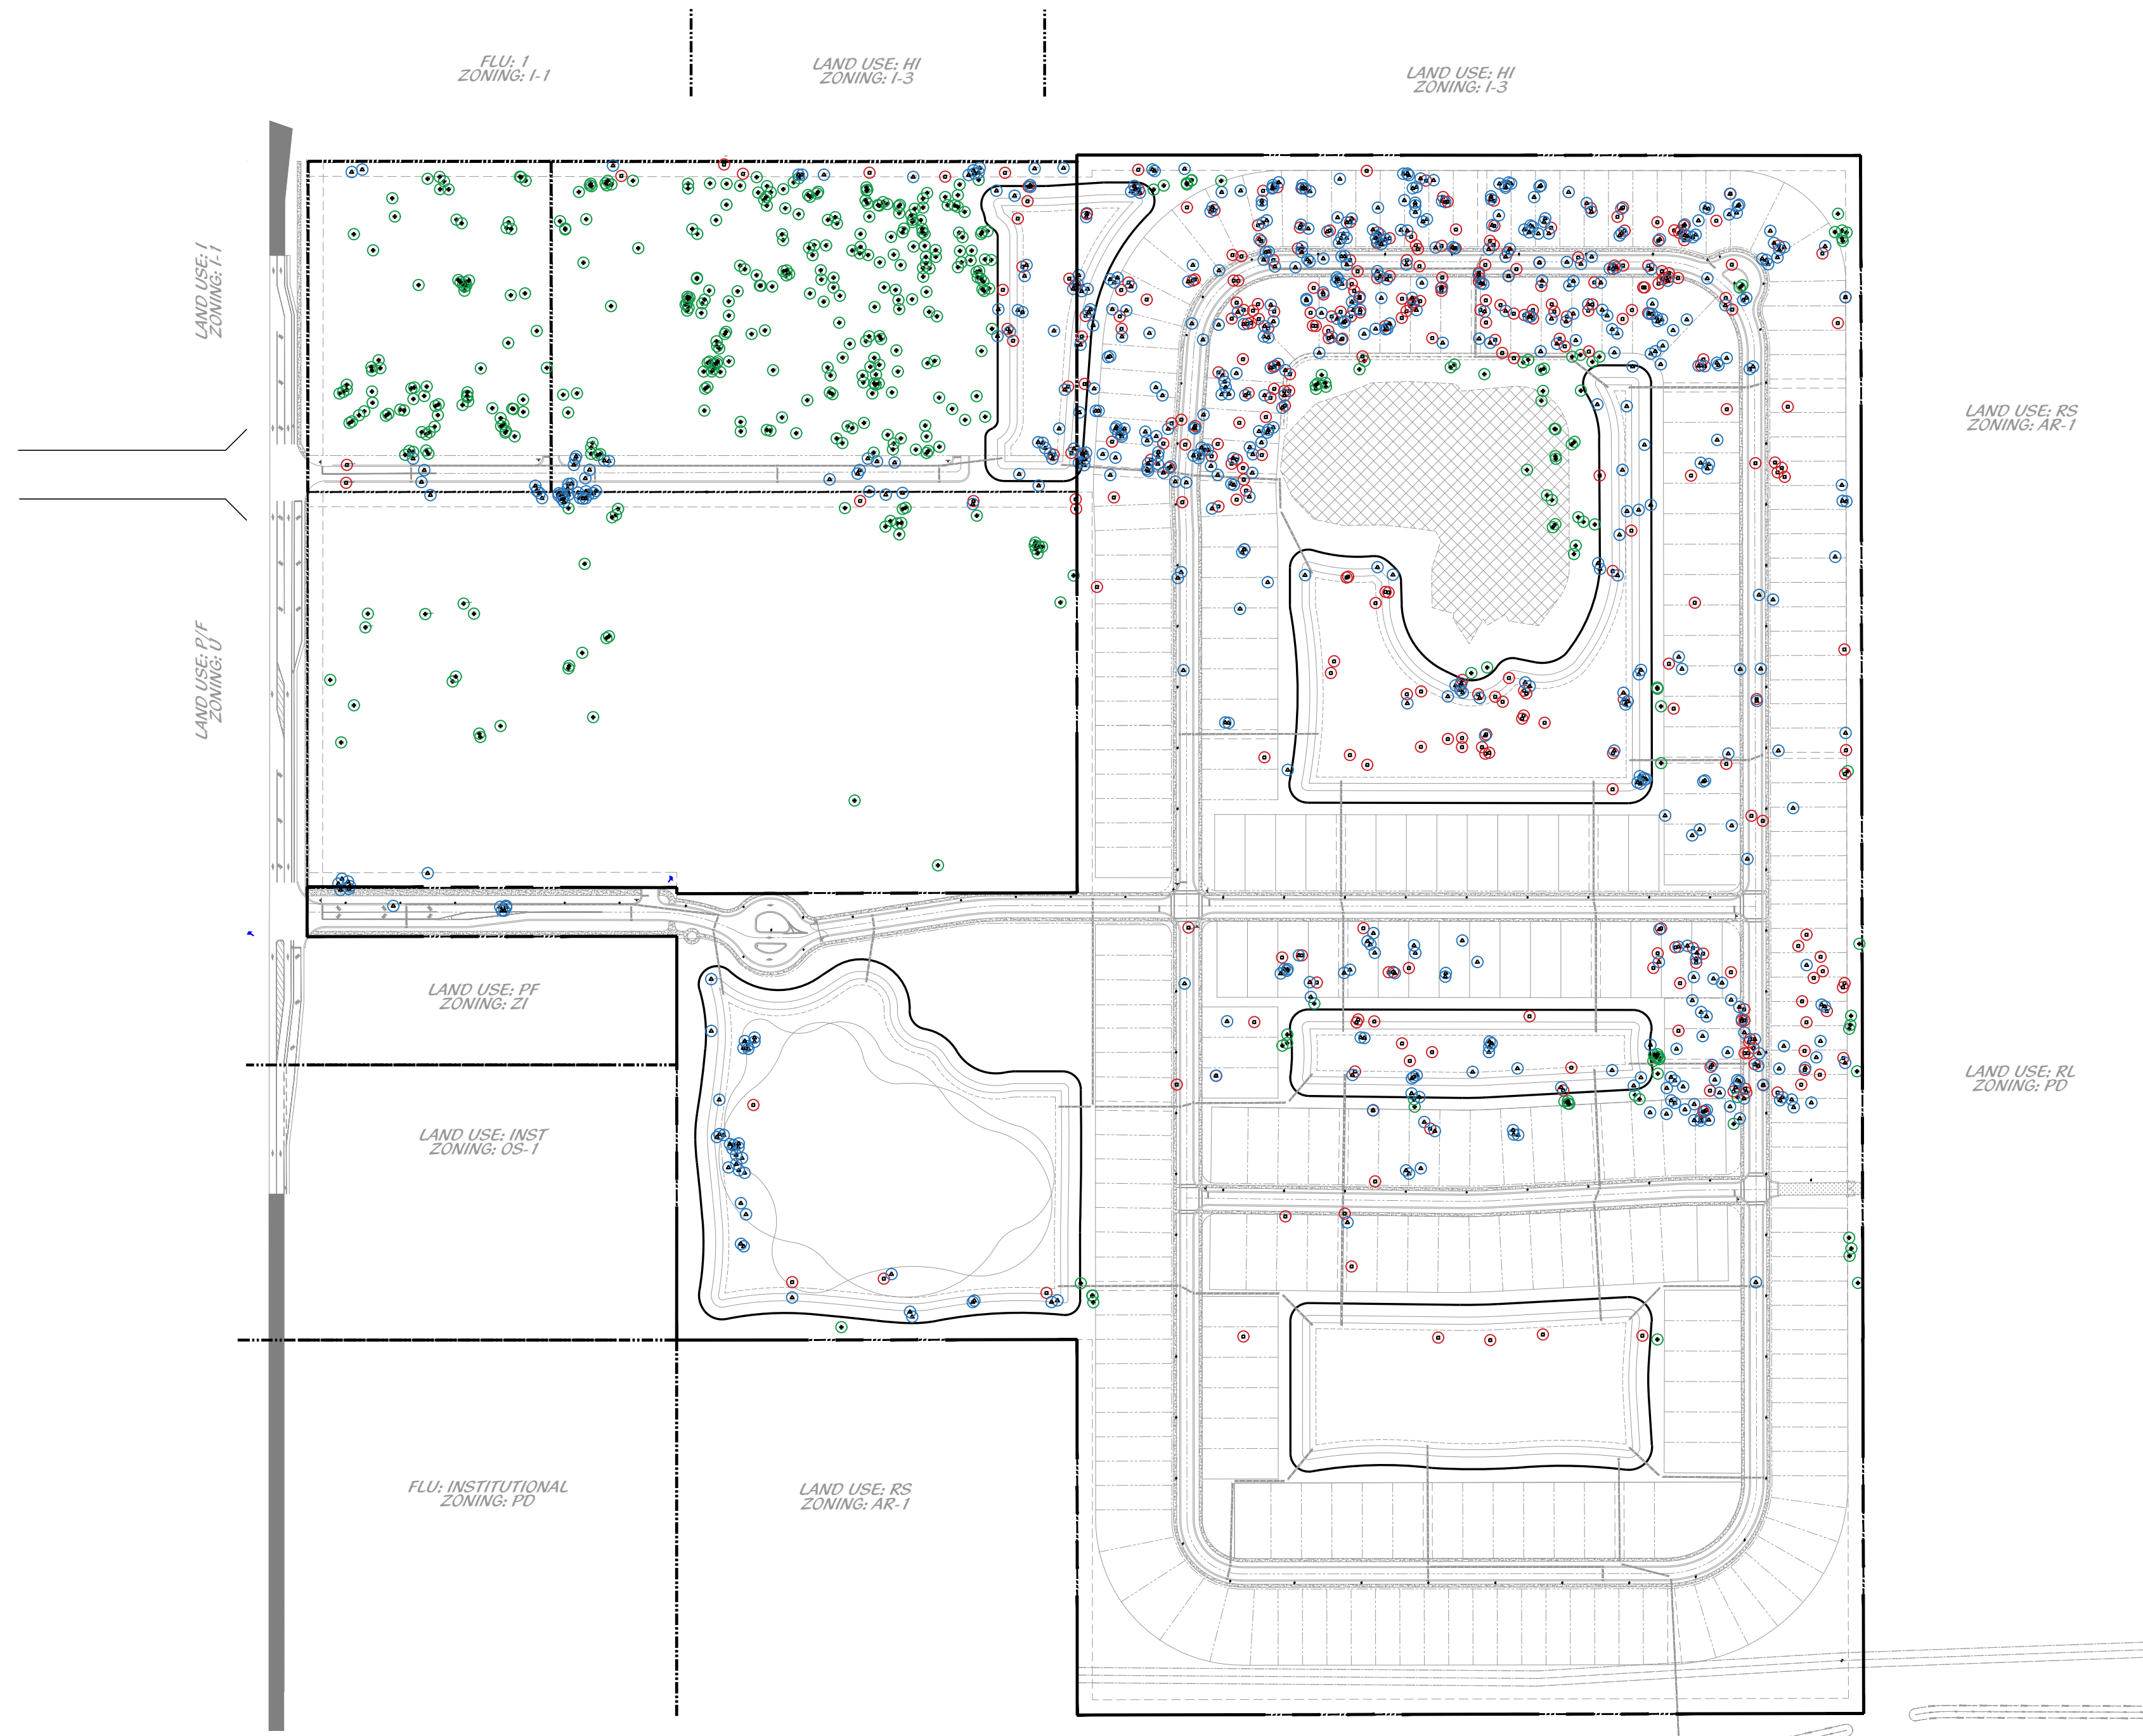 FLU: 1
ZONING: I-1
LAND USE: HI
ZONING: I-3
LAND USE: HI
ZONING: I-3
LAND USE: I
ZONING: I-1
LAND USE: RS
ZONING: AR-1
LAND USE: P/F
ZONING: U
LAND USE: PF
ZONING: ZI
LAND USE: RL
ZONING: PD
LAND USE: INST
ZONING: OS-1
FLU: INSTITUTIONAL
ZONING: PD
LAND USE: RS
ZONING: AR-1